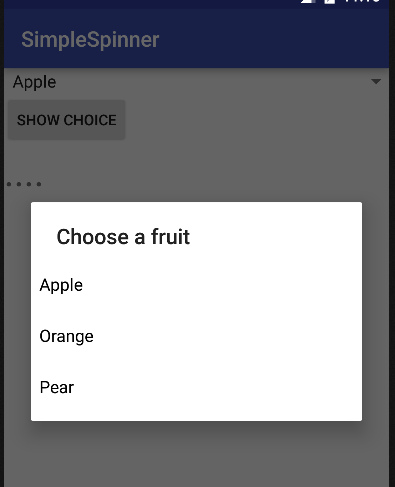 SimpleSpinner
Apple
SHOW CHOICE
....
Choose a fruit
Apple
Orange
Pear